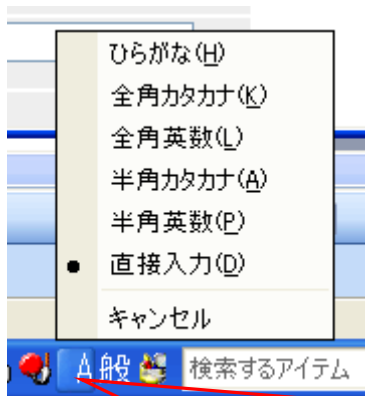 ひらがな(H)
全角カタカナ(K)
全角英数(L)
半角カタカナ(A)
半角英数(P)
直接入力(D)
キャンセル
A 般 検索するアイテム